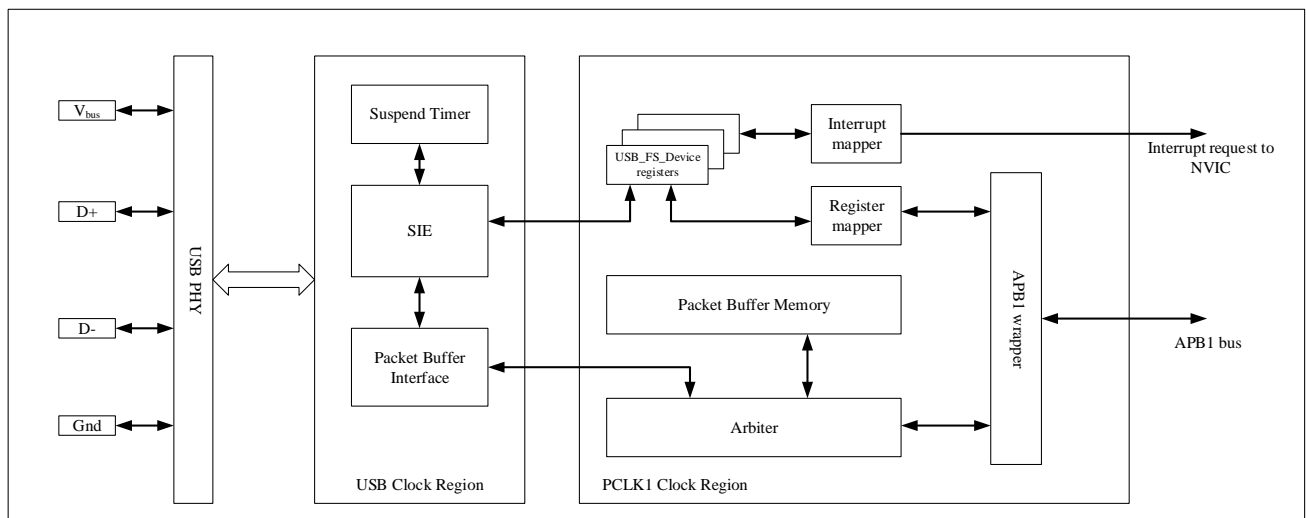 V_bus
D+
D-
Gnd
USB PHY
Suspend Timer
SIE
Packet Buffer
Interface
USB Clock Region
USB_FS_Device
registers
Interrupt
mapper
Register
mapper
Packet Buffer Memory
Arbiter
APB1 wrapper
PCLK1 Clock Region
Interrupt request to
NVIC
APB1 bus